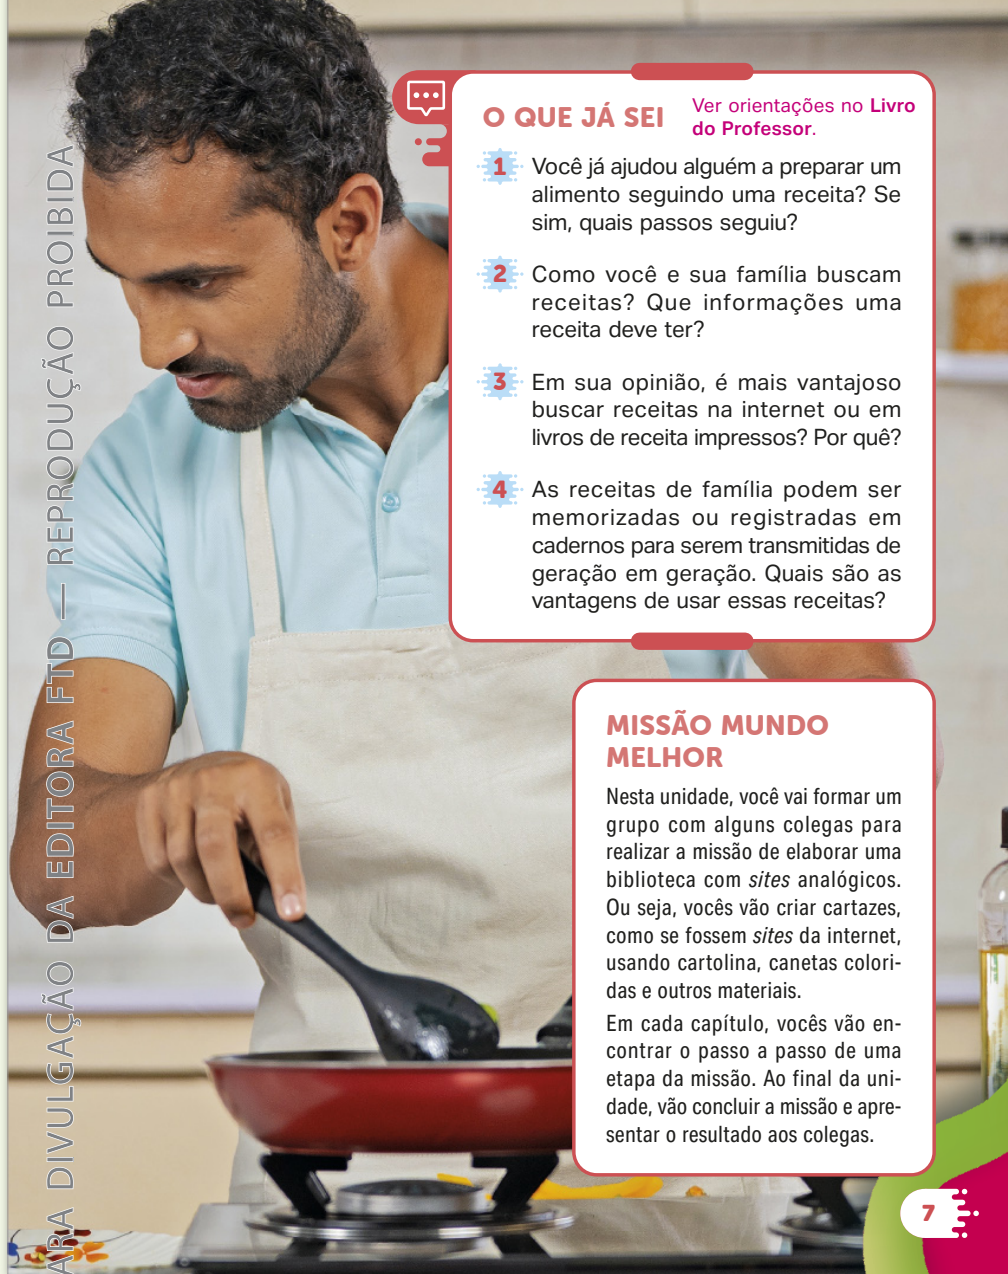 O QUE JÁ SEI
Ver orientações no Livro
do Professor.
1 Você já ajudou alguém a preparar um
alimento seguindo uma receita? Se
sim, quais passos seguiu?
2 Como você e sua família buscam
receitas? Que informações uma
receita deve ter?
3 Em sua opinião, é mais vantajoso
buscar receitas na internet ou em
livros de receita impressos? Por quê?
4 As receitas de família podem ser
memorizadas ou registradas em
cadernos para serem transmitidas de
geração em geração. Quais são as
vantagens de usar essas receitas?
MISSÃO MUNDO
MELHOR
Nesta unidade, você vai formar um
grupo com alguns colegas para
realizar a missão de elaborar uma
biblioteca com sites analógicos.
Ou seja, vocês vão criar cartazes,
como se fossem sites da internet,
usando cartolina, canetas colori-
das e outros materiais.
Em cada capítulo, vocês vão en-
contrar o passo a passo de uma
etapa da missão. Ao final da uni-
dade, vão concluir a missão e apre-
sentar o resultado aos colegas.
7
ARA DIVULGAÇÃO DA EDITORA FTD — REPRODUÇÃO PROIBIDA